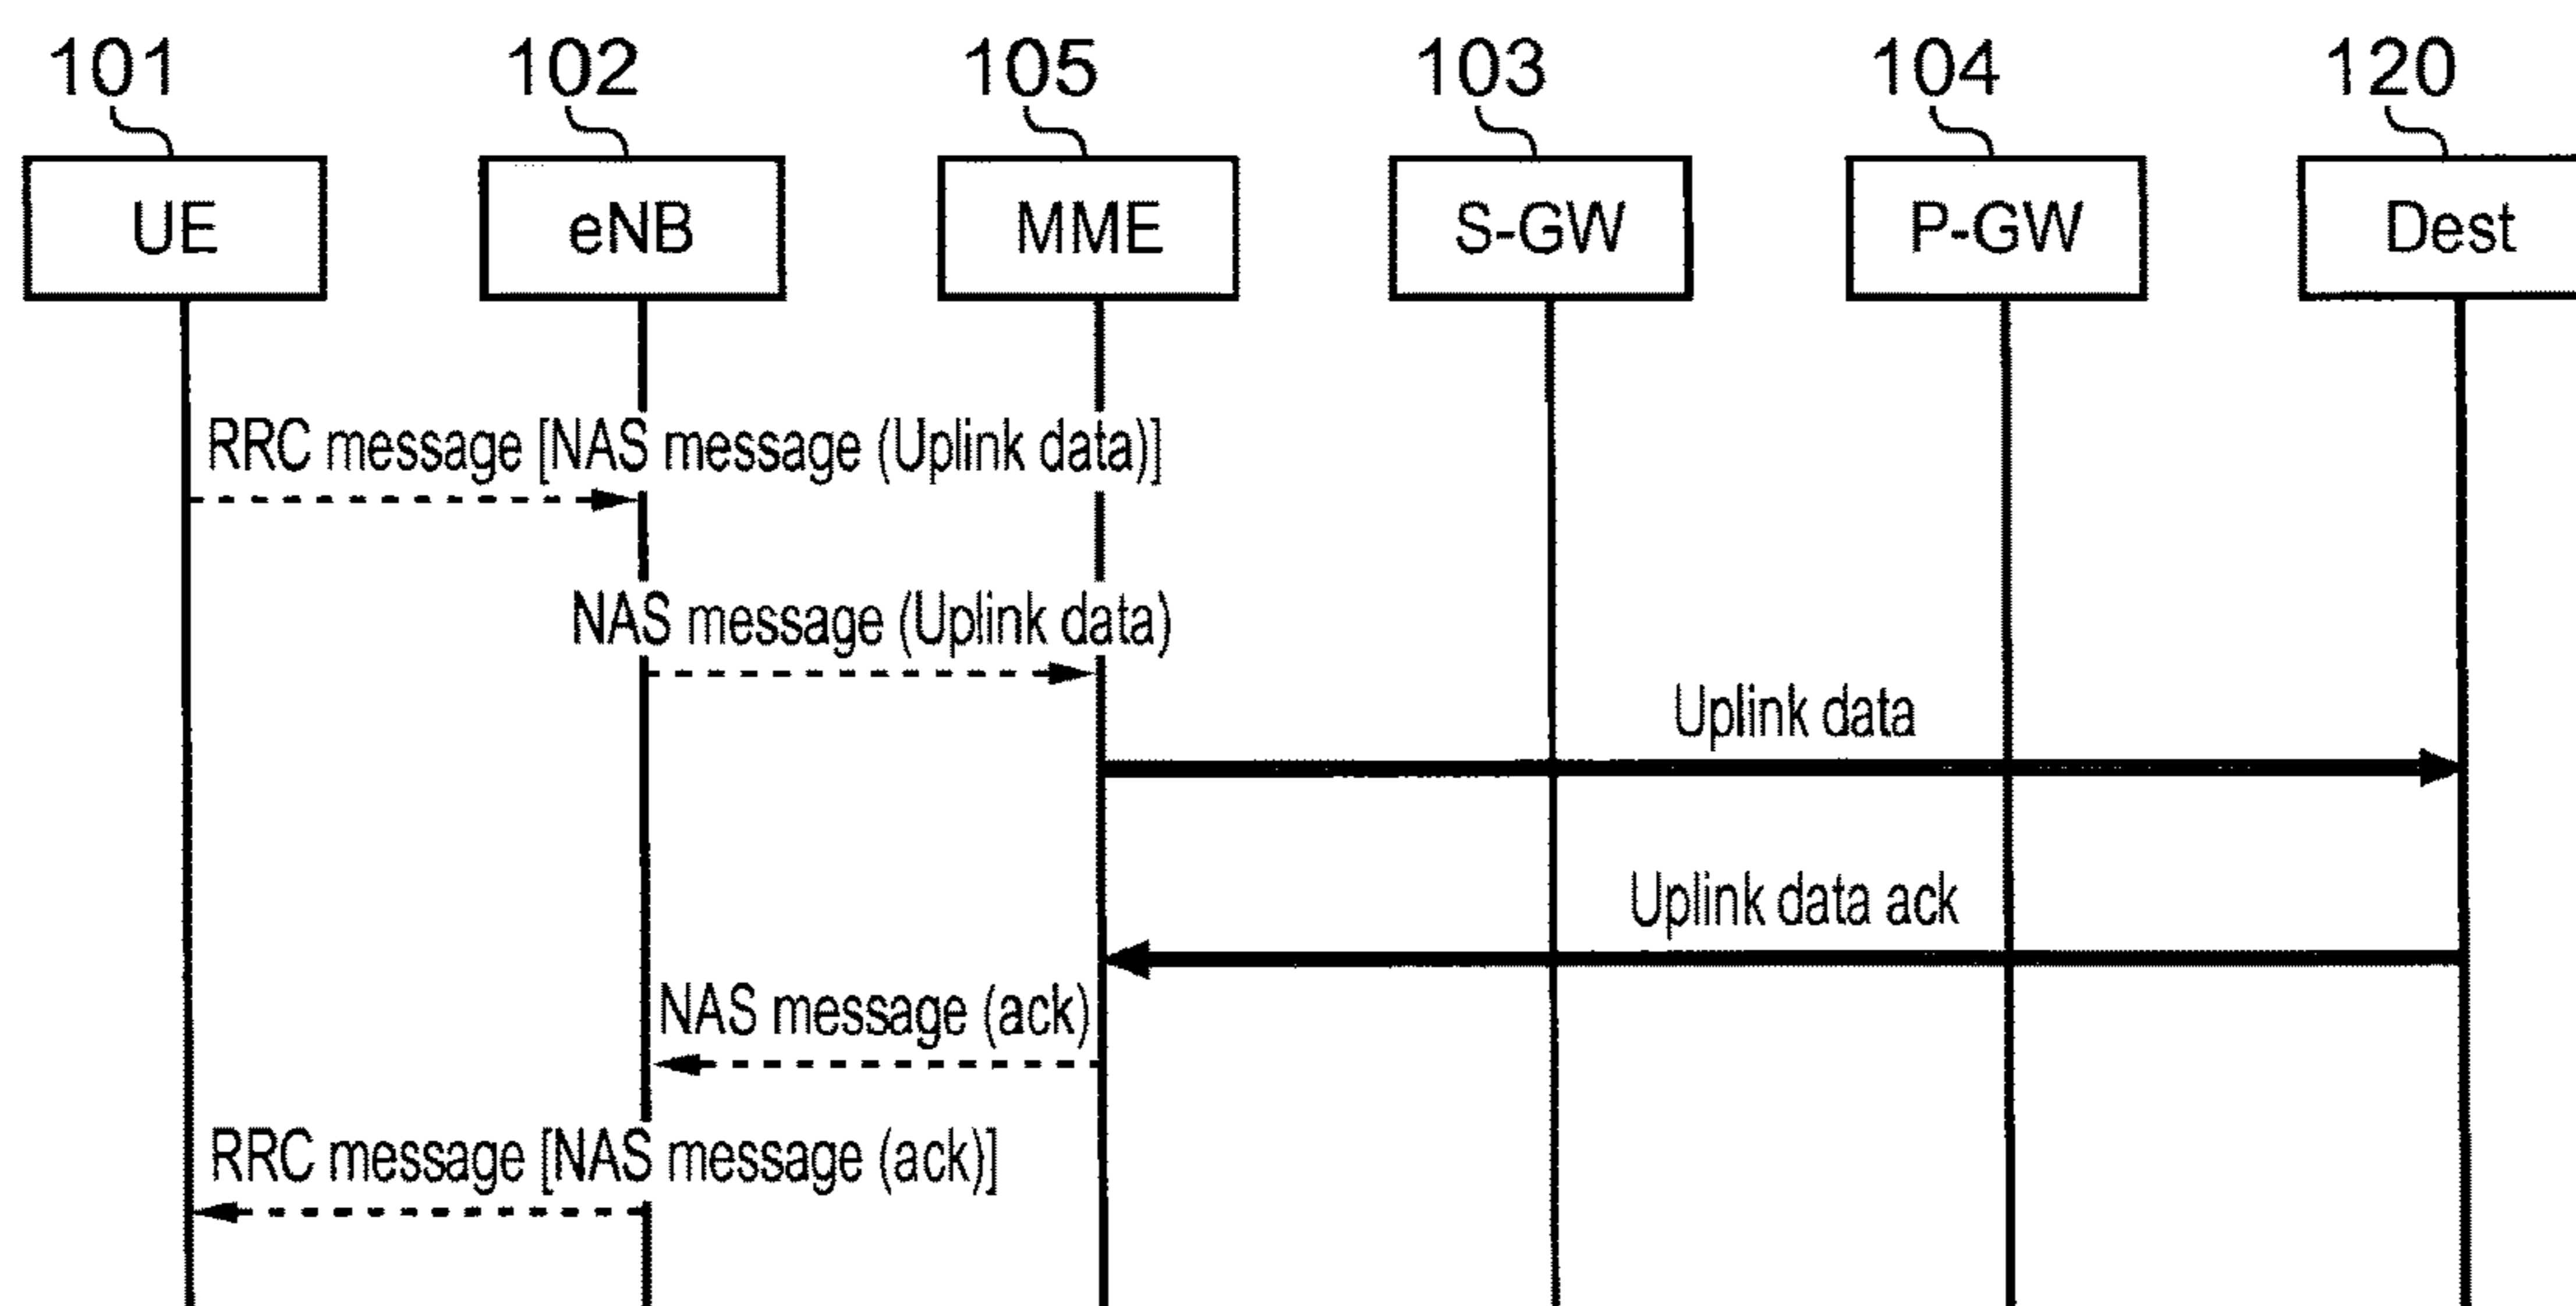 101 102 105 103 104 120
UE eNB MME S-GW P-GW Dest
RRC message [NAS message (Uplink data)]
NAS message (Uplink data)
Uplink data
Uplink data ack
NAS message (ack)
RRC message [NAS message (ack)]